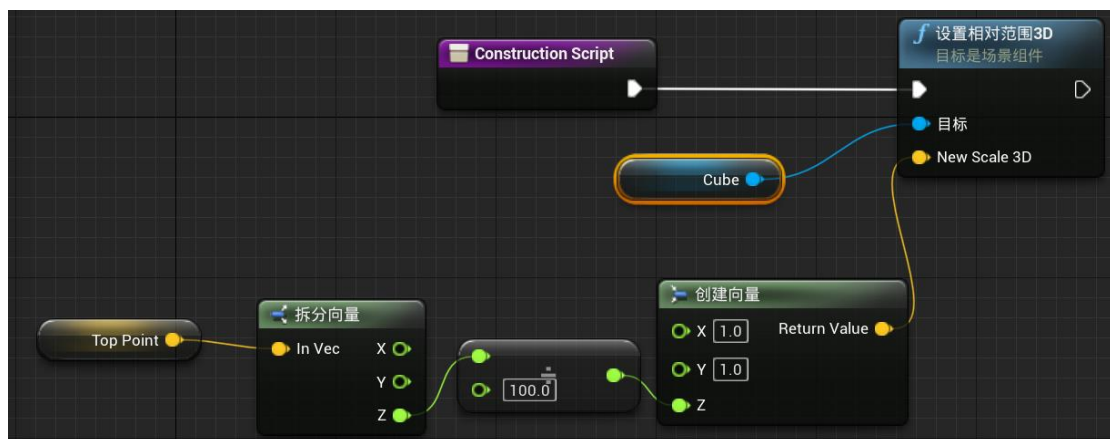 Construction Script
设置相对范围3D
目标是场景组件
目标
New Scale 3D
Cube
Top Point
拆分向量
In Vec
X
Y
Z
÷
100.0
创建向量
X 1.0
Return Value
Y 1.0
Z